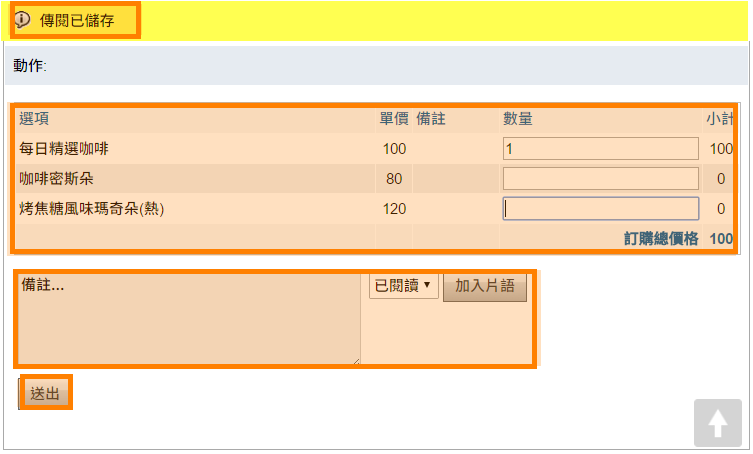 傳閱已儲存
動作:
選項 單價 備註 數量 小計
每日精選咖啡 100 1 100
咖啡密斯朵 80 0
烤焦糖風味瑪奇朵(熱) 120 0
訂購總價格 100
備註... 已閱讀 加入片語
送出